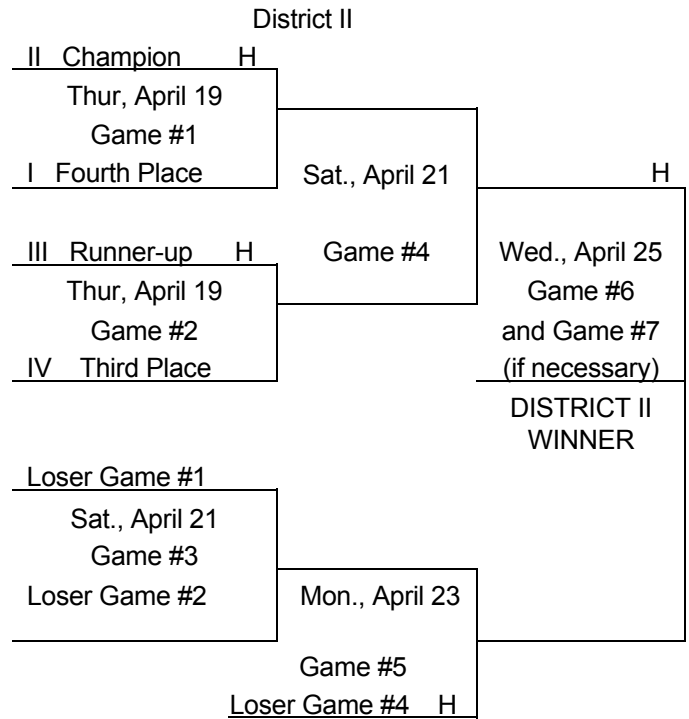 District II
II Champion H
Thur, April 19
Game #1
I Fourth Place
Sat., April 21
H
III Runner-up H
Game #4
Wed., April 25
Thur, April 19
Game #6
Game #2
and Game #7
IV Third Place
(if necessary)
DISTRICT II
WINNER
Loser Game #1
Sat., April 21
Game #3
Loser Game #2
Mon., April 23
Game #5
Loser Game #4 H